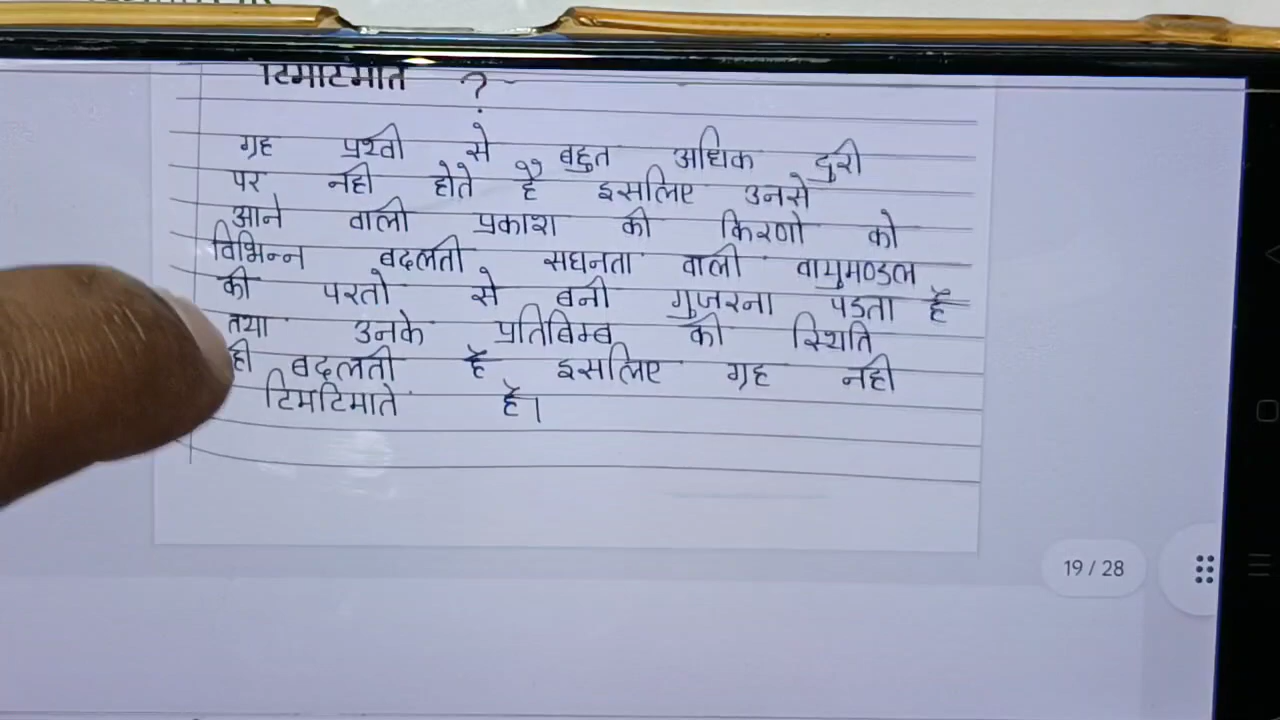 टिमटिमाते ?
ग्रह प्रथ्वी से बहुत अधिक दुरी
पर नही होते है इसलिए उनसे
आने वाली प्रकाश की किरणो को
विभिन्न बदलती सघनता वाली वायुमण्डल
की परतो से बनी गुजरना पडता है
तथा उनके प्रतिबिम्ब की स्थिति
ही बदलती है इसलिए ग्रह नही
टिमटिमाते है।
19 / 28